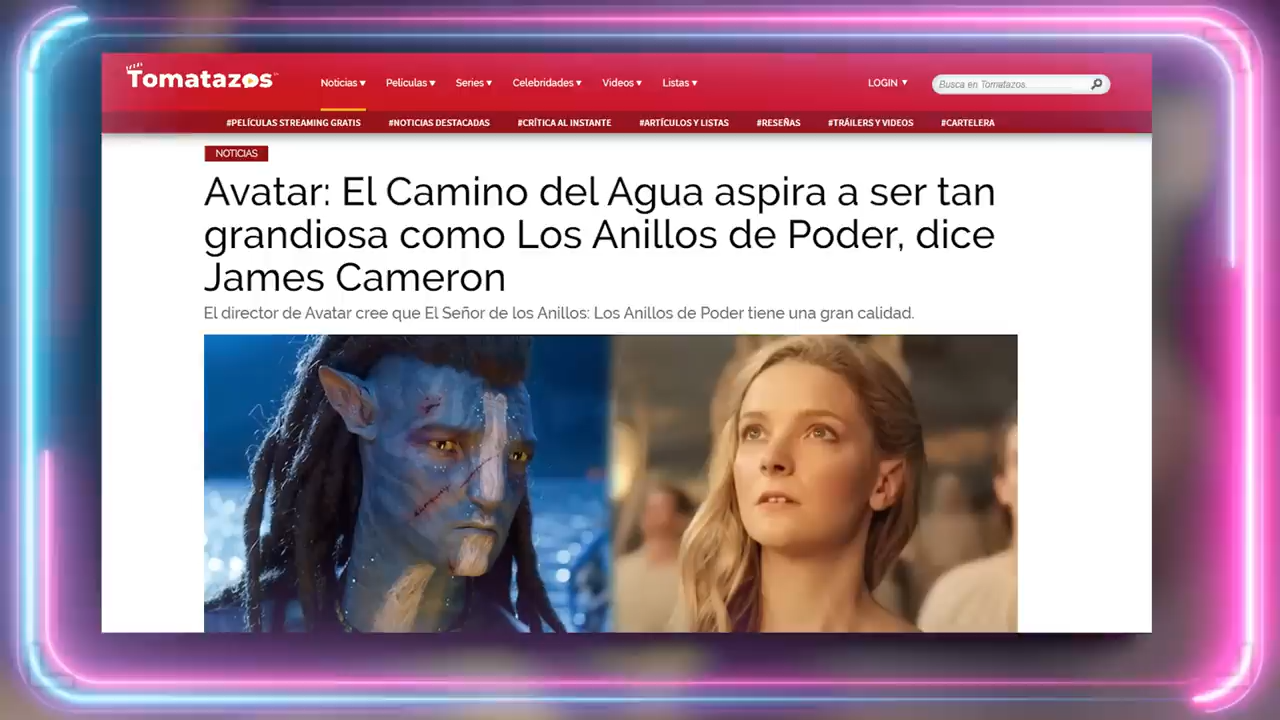 Tomatazos
Noticias Películas Series Celebridades Videos Listas LOGIN Busca en Tomatazos.
#PELÍCULAS STREAMING GRATIS #NOTICIAS DESTACADAS #CRÍTICA AL INSTANTE #ARTÍCULOS Y LISTAS #RESEÑAS #TRÁILERS Y VIDEOS #CARTELERA
NOTICIAS
Avatar: El Camino del Agua aspira a ser tan
grandiosa como Los Anillos de Poder, dice
James Cameron
El director de Avatar cree que El Señor de los Anillos: Los Anillos de Poder tiene una gran calidad.